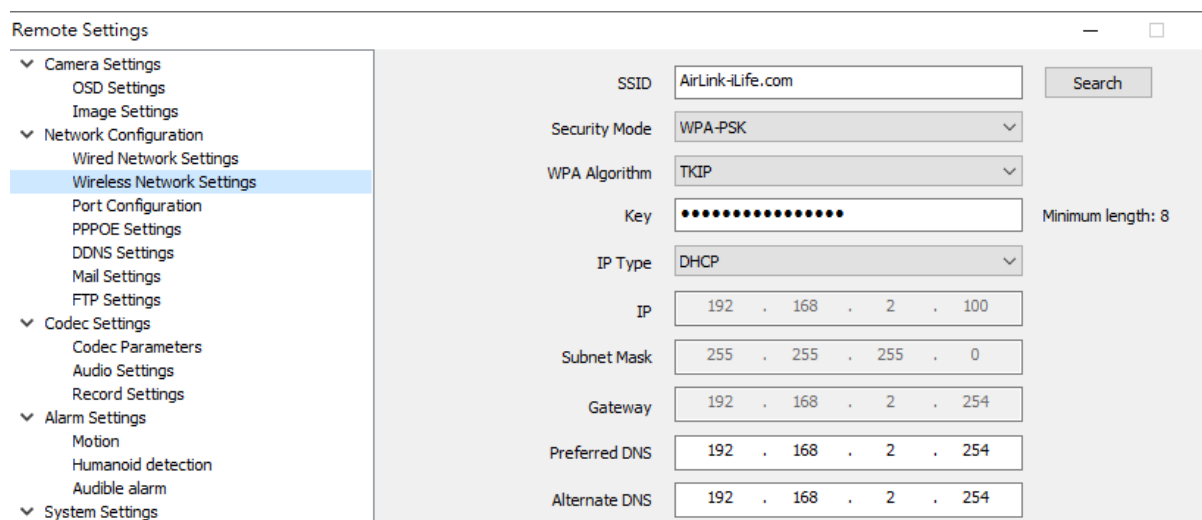 Remote Settings
Camera Settings
OSD Settings
Image Settings
Network Configuration
Wired Network Settings
Wireless Network Settings
Port Configuration
PPPOE Settings
DDNS Settings
Mail Settings
FTP Settings
Codec Settings
Codec Parameters
Audio Settings
Record Settings
Alarm Settings
Motion
Humanoid detection
Audible alarm
System Settings
SSID AirLink-iLife.com Search
Security Mode WPA-PSK
WPA Algorithm TKIP
Key ●●●●●●●●●●●●●●●● Minimum length: 8
IP Type DHCP
IP 192 . 168 . 2 . 100
Subnet Mask 255 . 255 . 255 . 0
Gateway 192 . 168 . 2 . 254
Preferred DNS 192 . 168 . 2 . 254
Alternate DNS 192 . 168 . 2 . 254